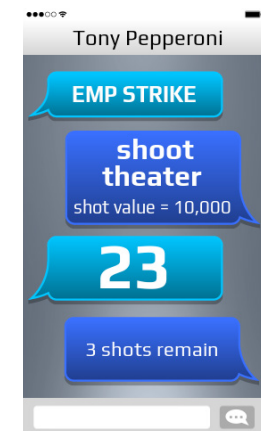 Tony Pepperoni
EMP STRIKE
shoot
theater
shot value = 10,000
23
3 shots remain